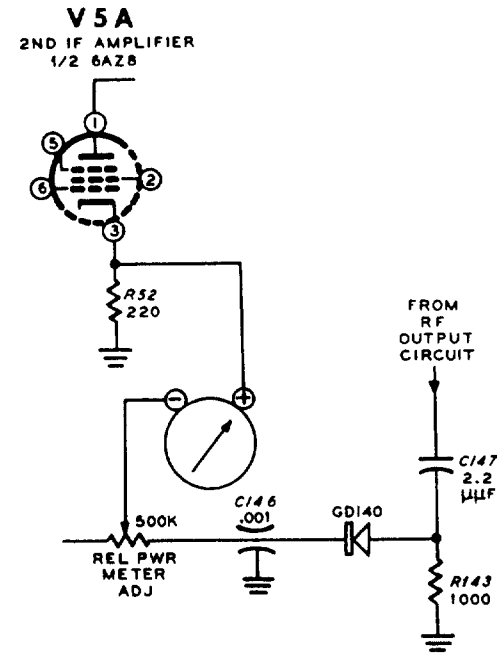 V5A
2ND IF AMPLIFIER
1/2 6AZ8
1
5
2
6
3
R52
220
FROM
RF
OUTPUT
CIRCUIT
-
+
C147
2.2
μμF
C146
.001
GD140
500K
REL PWR
METER
ADJ
R143
1000